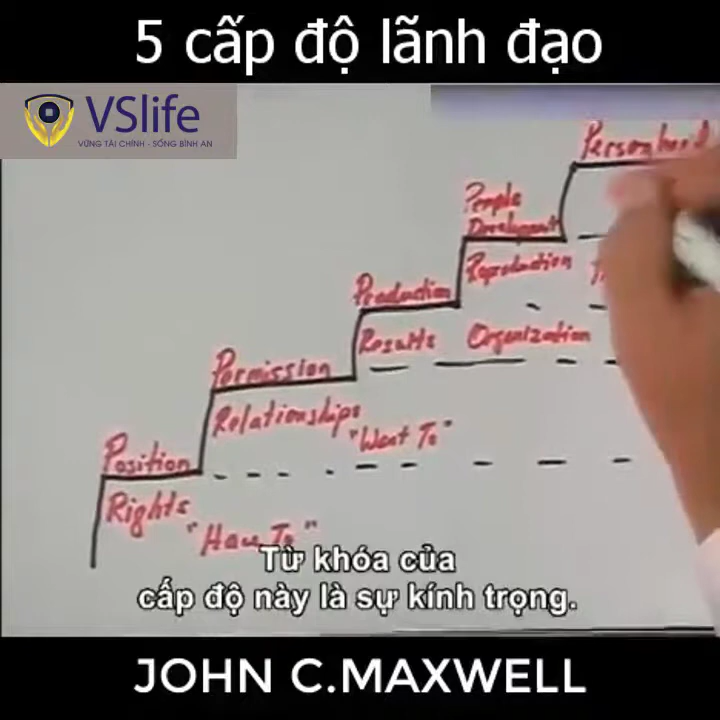 5 cấp độ lãnh đạo
VSlife
VỮNG TÀI CHÍNH - SỐNG BÌNH AN
Personhood
People
Development
Reproduction
Production
Results
Organization
Permission
Relationships
"Want To"
Position
Rights
"Have To"
Từ khóa của
cấp độ này là sự kính trọng.
JOHN C.MAXWELL